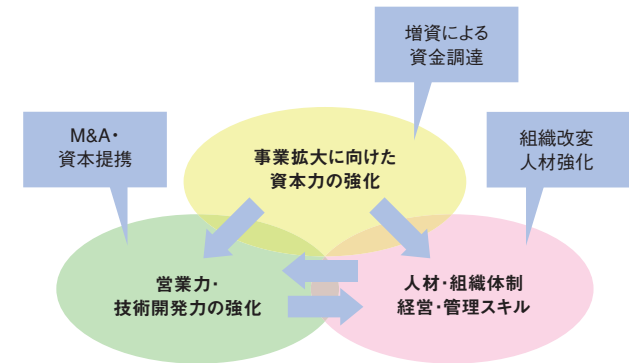 増資による
資金調達
M&A・
資本提携
組織改変
人材強化
事業拡大に向けた
資本力の強化
営業力・
技術開発力の強化
人材・組織体制
経営・管理スキル